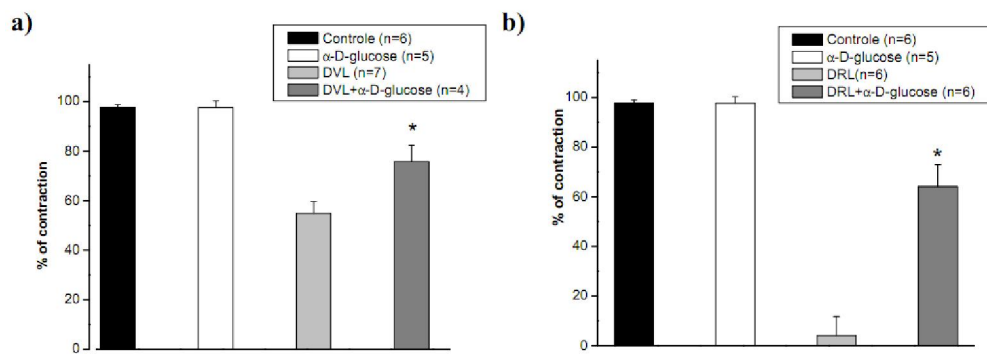 a)
Controle (n=6)
α-D-glucose (n=5)
DVL (n=7)
DVL+α-D-glucose (n=4)
% of contraction
100
80
60
40
20
0
*
b)
Controle (n=6)
α-D-glucose (n=5)
DRL(n=6)
DRL+α-D-glucose (n=6)
% of contraction
100
80
60
40
20
0
*